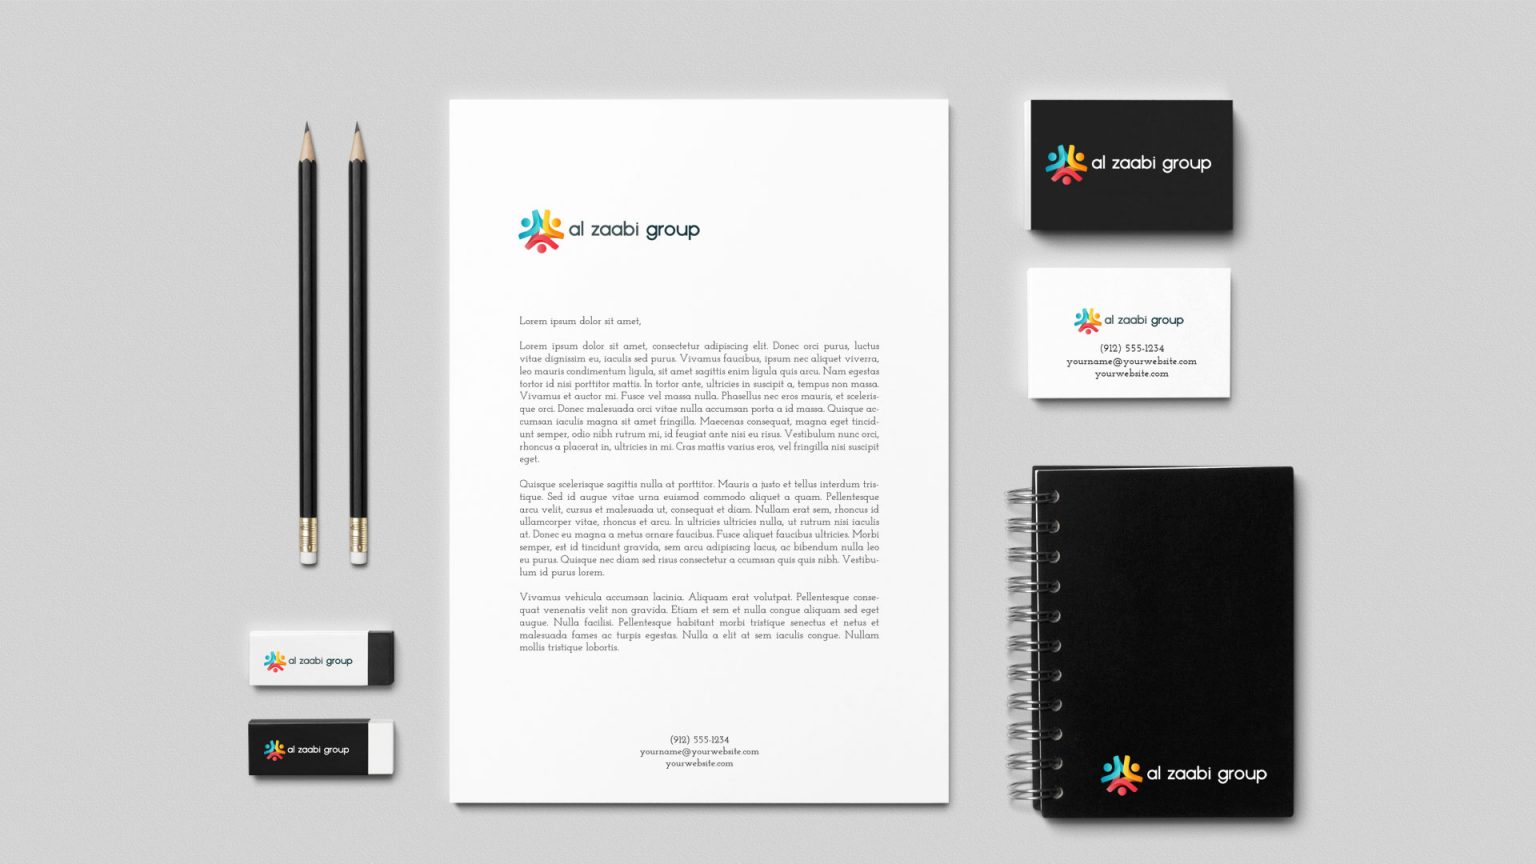 al zaabi group
Lorem ipsum dolor sit amet,
Lorem ipsum dolor sit amet, consectetur adipiscing elit. Donec orci purus, luctus
vitae dignissim eu, iaculis sed purus. Vivamus faucibus, ipsum nec aliquet viverra,
leo mauris condimentum ligula, sit amet sagittis enim ligula quis arcu. Nam egestas
tortor id nisi porttitor mattis. In tortor ante, ultricies in suscipit a, tempus non massa.
Vivamus et auctor mi. Fusce vel massa nulla. Phasellus nec eros mauris, et sceleris-
que orci. Donec malesuada orci vitae nulla accumsan porta a id massa. Quisque ac-
cumsan iaculis magna sit amet fringilla. Maecenas consequat, magna eget tincid-
unt semper, odio nibh rutrum mi, id feugiat ante nisi eu risus. Vestibulum nunc orci,
rhoncus a placerat in, ultricies in mi. Cras mattis varius eros, vel fringilla nisi suscipit
eget.
Quisque scelerisque sagittis nulla at porttitor. Mauris a justo et tellus interdum tris-
tique. Sed id augue vitae urna euismod commodo aliquet a quam. Pellentesque
arcu velit, cursus et malesuada ut, consequat et diam. Nullam erat sem, rhoncus id
ullamcorper vitae, rhoncus et arcu. In ultricies ultricies nulla, ut rutrum nisi iaculis
at. Donec eu magna a metus ornare faucibus. Fusce aliquet faucibus ultricies. Morbi
semper, est id tincidunt gravida, sem arcu adipiscing lacus, ac bibendum nulla leo
eu purus. Quisque nec diam sed risus consectetur a ccumsan quis quis nibh. Vestibu-
lum id purus lorem.
Vivamus vehicula accumsan lacinia. Aliquam erat volutpat. Pellentesque conse-
quat venenatis velit non gravida. Etiam et sem et nulla congue aliquam sed eget
augue. Nulla facilisi. Pellentesque habitant morbi tristique senectus et netus et
malesuada fames ac turpis egestas. Nulla a elit at sem iaculis congue. Nullam
mollis tristique lobortis.
(912) 555-1234
yourname@yourwebsite.com
yourwebsite.com
al zaabi group
al zaabi group
(912) 555-1234
yourname@yourwebsite.com
yourwebsite.com
al zaabi group
al zaabi group
al zaabi group